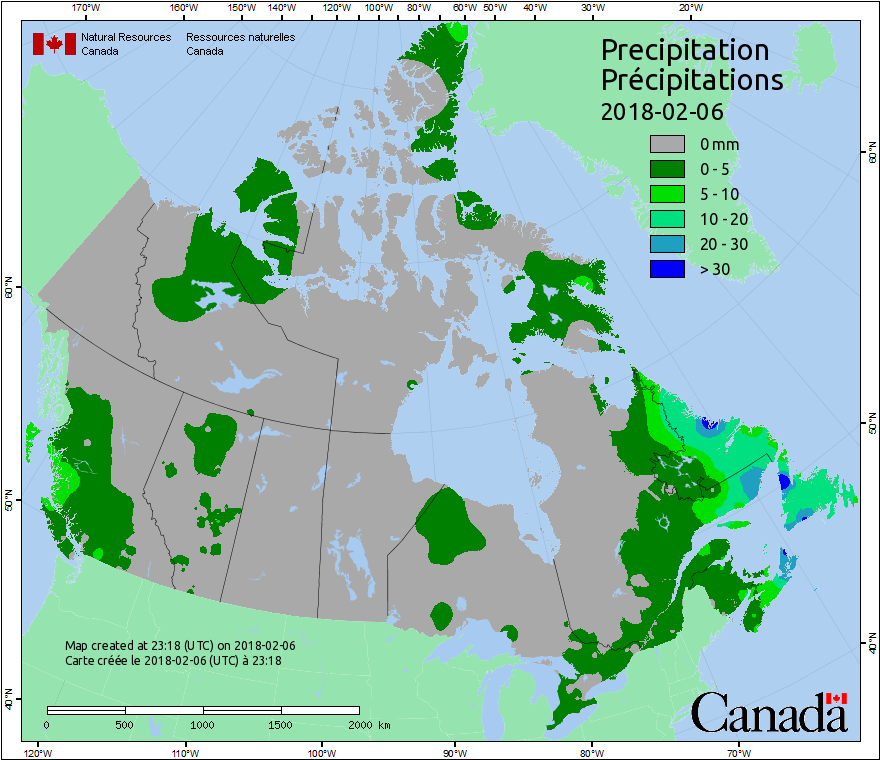 170°W 160°W 150°W 140°W 120°W 100°W 80°W 60°W 50°W 40°W 30°W 20°W
Natural Resources Ressources naturelles
Canada Canada
Precipitation
Précipitations
2018-02-06
0 mm
0 - 5
5 - 10
10 - 20
20 - 30
> 30
60°N
60°N
50°N
50°N
40°N
40°N
Map created at 23:18 (UTC) on 2018-02-06
Carte créée le 2018-02-06 (UTC) à 23:18
0 500 1000 1500 2000 km
Canada
120°W 110°W 100°W 90°W 80°W 70°W